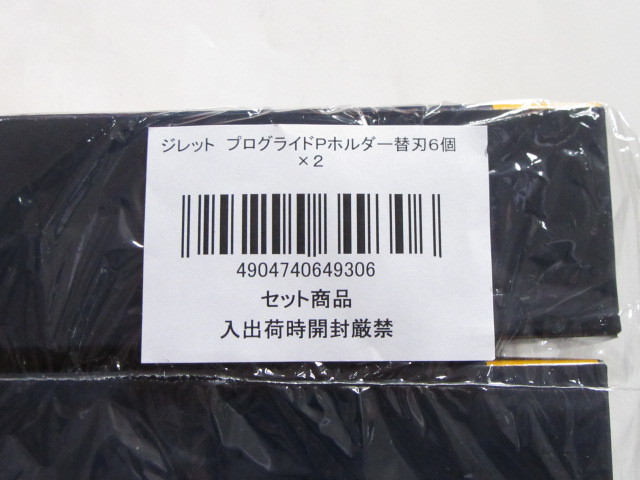 ジレット　プログライドPホルダー替刃6個
×2
4904740649306
セット商品
入出荷時開封厳禁